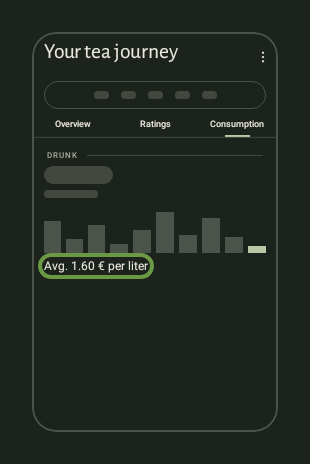 Your tea journey
Overview
Ratings
Consumption
DRUNK
Avg. 1.60 € per liter